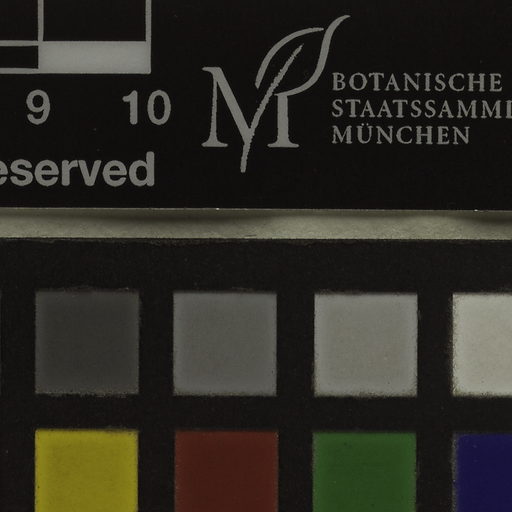 9 10
eserved
M
BOTANISCHE
STAATSSAMML
MÜNCHEN